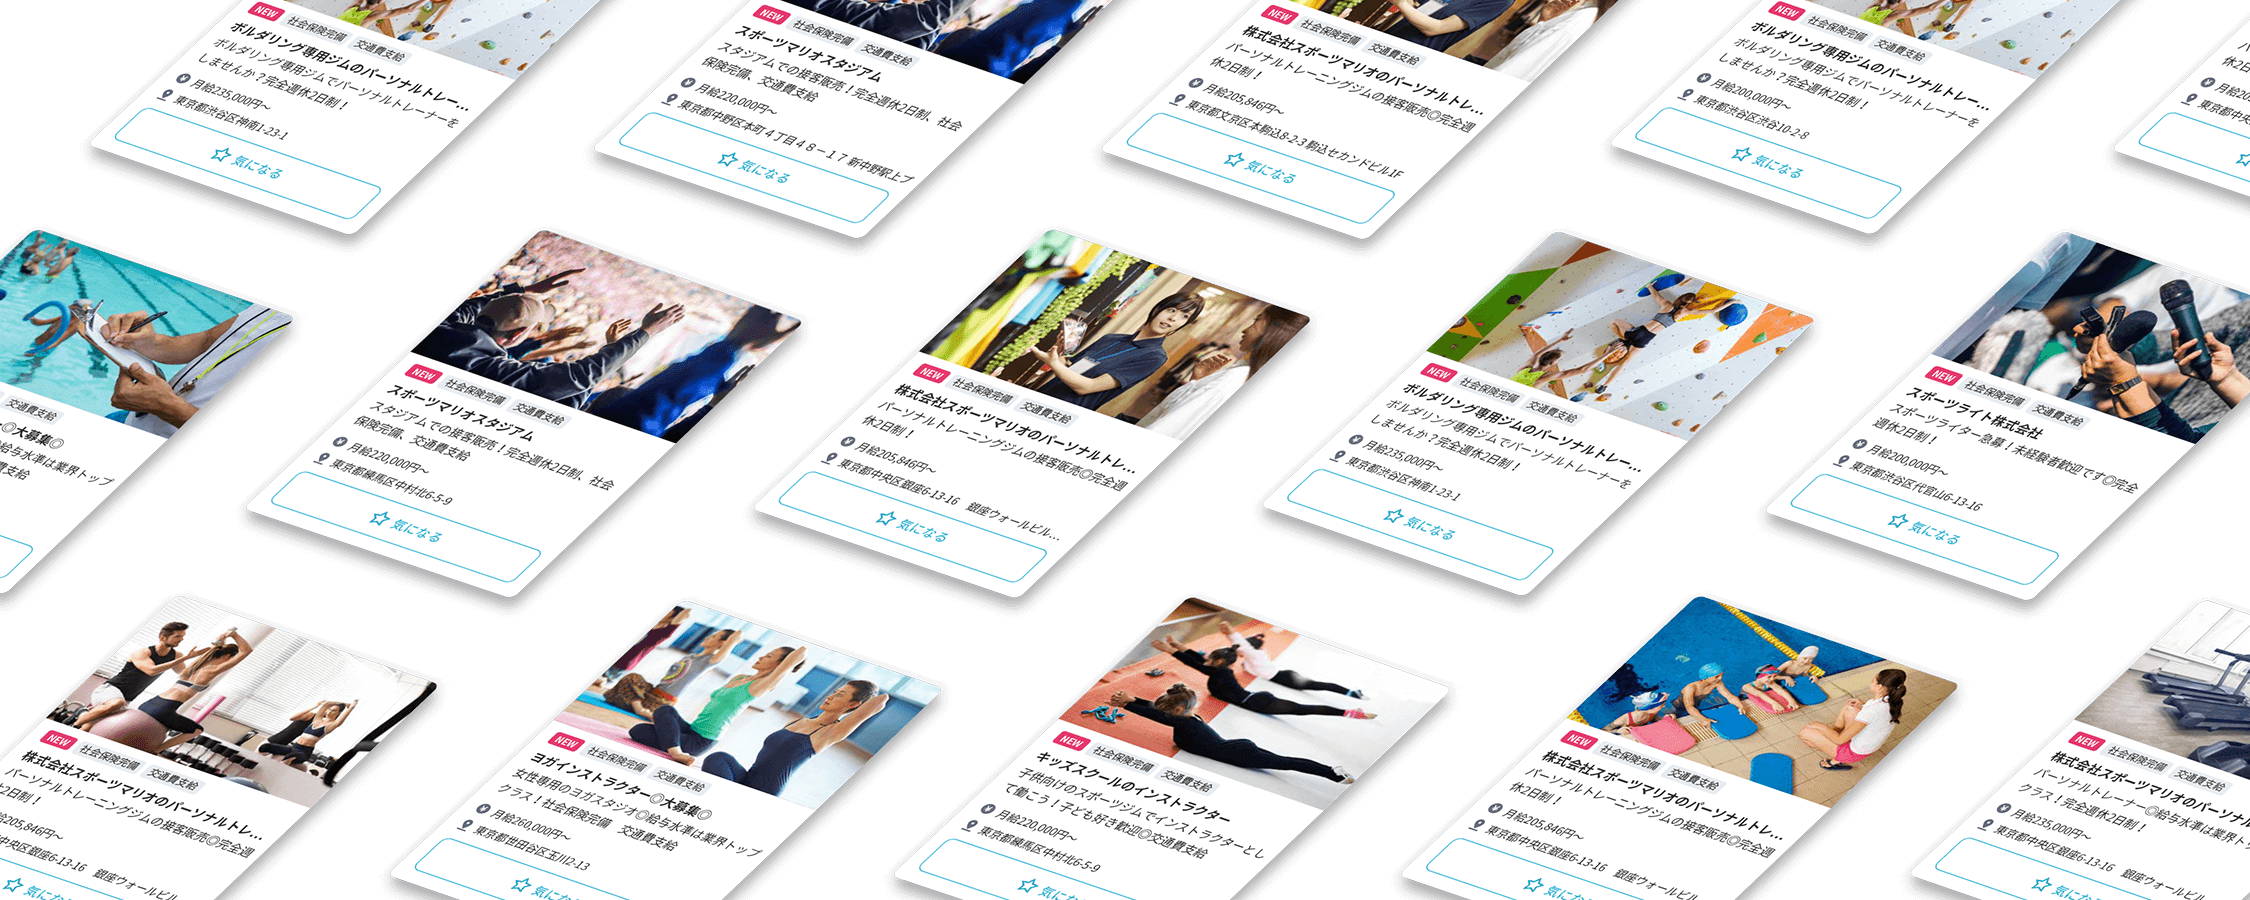 NEW 社会保険完備 交通費支給
ボルダリング専用ジムのパーソナルトレー…
ボルダリング専用ジムでパーソナルトレーナーを
しませんか？完全週休2日制！
月給235,000円〜
東京都渋谷区神南1-23-1
気になる
NEW 社会保険完備 交通費支給
スポーツマリオスタジアム
スタジアムでの接客販売！完全週休2日制、社会
保険完備、交通費支給
月給220,000円〜
東京都中野区本町４丁目４８－１７ 新中野駅上プ
気になる
NEW 社会保険完備 交通費支給
株式会社スポーツマリオのパーソナルトレ…
パーソナルトレーニングジムの接客販売◎完全週
休2日制！
月給205,846円〜
東京都文京区本駒込8-2-3 駒込セカンドビル1F
気になる
NEW 社会保険完備 交通費支給
ボルダリング専用ジムのパーソナルトレー…
ボルダリング専用ジムでパーソナルトレーナーを
しませんか？完全週休2日制！
月給200,000円〜
東京都渋谷区渋谷10-2-8
気になる
休2日
月給20
東京都中央
交通費支給
◎大募集◎
給与水準は業界トップ
費支給
NEW 社会保険完備 交通費支給
スポーツマリオスタジアム
スタジアムでの接客販売！完全週休2日制、社会
保険完備、交通費支給
月給220,000円〜
東京都練馬区中村北6-5-9
気になる
NEW 社会保険完備 交通費支給
株式会社スポーツマリオのパーソナルトレ…
パーソナルトレーニングジムの接客販売◎完全週
休2日制！
月給205,846円〜
東京都中央区銀座6-13-16 銀座ウォールビル…
気になる
NEW 社会保険完備 交通費支給
ボルダリング専用ジムのパーソナルトレー…
ボルダリング専用ジムでパーソナルトレーナーを
しませんか？完全週休2日制！
月給235,000円〜
東京都渋谷区神南1-23-1
気になる
NEW 社会保険完備 交通費支給
スポーツライト株式会社
スポーツライター急募！未経験者歓迎です◎完全
週休2日制！
月給200,000円〜
東京都渋谷区代官山6-13-16
気になる
NEW 社会保険完備 交通費支給
株式会社スポーツマリオのパーソナルトレ…
パーソナルトレーニングジムの接客販売◎完全週
2日制！
205,846円〜
中央区銀座6-13-16 銀座ウォールビル
気になる
NEW 社会保険完備 交通費支給
ヨガインストラクター◎大募集◎
女性専用のヨガスタジオ◎給与水準は業界トップ
クラス！社会保険完備 交通費支給
月給260,000円〜
東京都世田谷区玉川2-13
気になる
NEW 社会保険完備 交通費支給
キッズスクールのインストラクター
子供向けのスポーツジムでインストラクターとし
て働こう！子ども好き歓迎◎交通費支給
月給220,000円〜
東京都練馬区中村北6-5-9
気になる
NEW 社会保険完備 交通費支給
株式会社スポーツマリオのパーソナルトレ…
パーソナルトレーニングジムの接客販売◎完全週
休2日制！
月給205,846円〜
東京都中央区銀座6-13-16 銀座ウォールビル
気になる
NEW 社会保険完備 交通費支給
株式会社スポーツマリオのパーソナル
パーソナルトレーナー◎給与水準は業界ト
クラス！完全週休2日制！
月給235,000円〜
東京都中央区銀座6-13-16 銀座ウォールビル
気になる